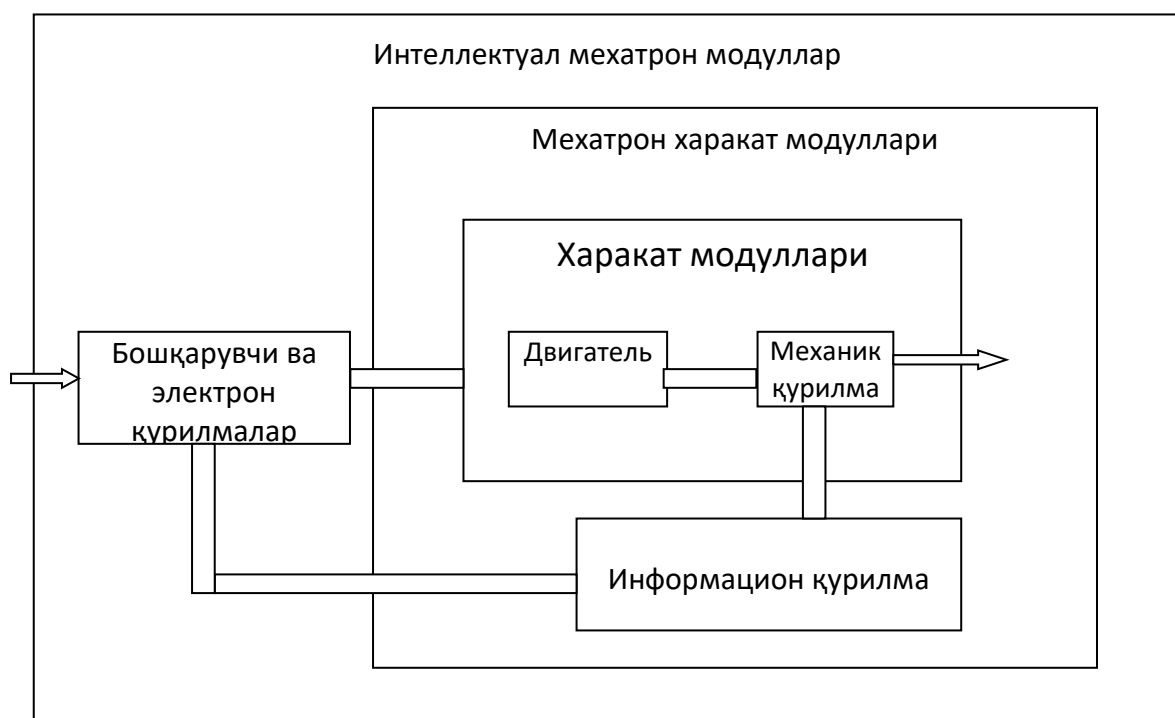 Интеллектуал мехатрон модуллар
Мехатрон харакат модуллари
Харакат модуллари
Бошқарувчи ва
электрон
қурилмалар
Двигатель
Механик
қурилма
Информацион қурилма